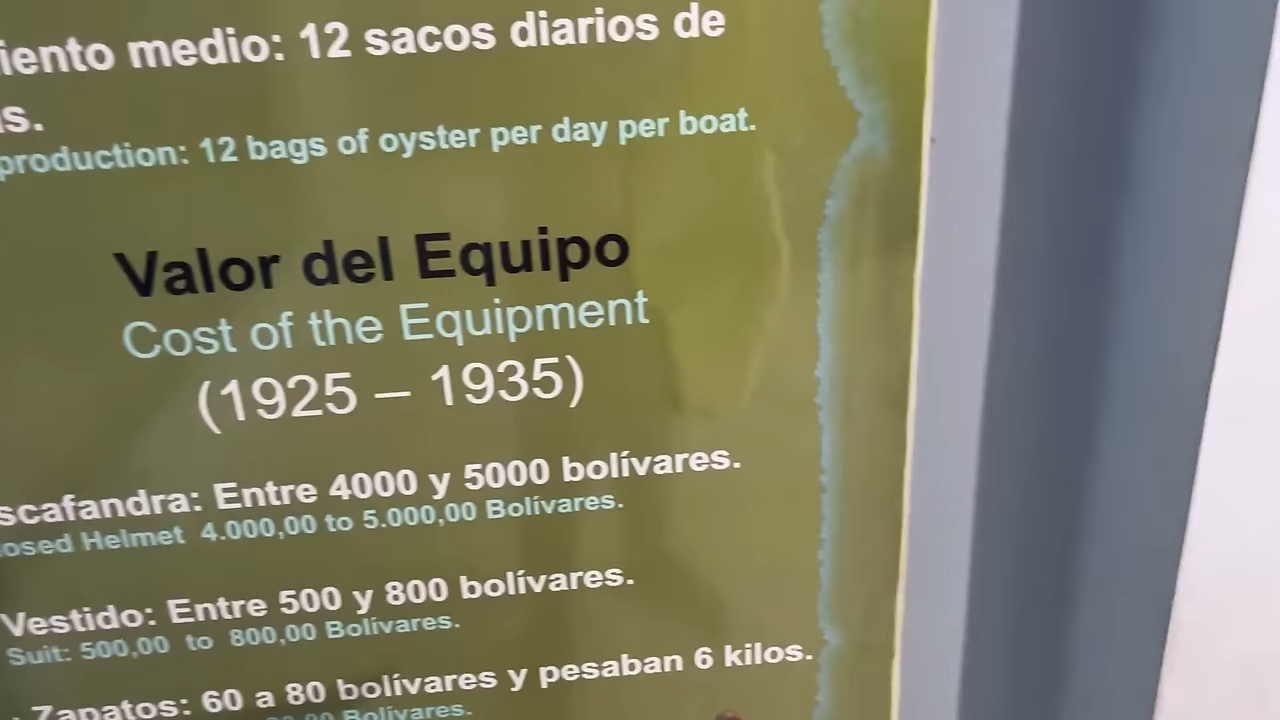 medio: 12 sacos diarios de
production: 12 bags of oyster per day per boat.
Valor del Equipo
Cost of the Equipment
(1925 – 1935)
scafandra: Entre 4000 y 5000 bolívares.
losed Helmet 4.000,00 to 5.000,00 Bolívares.
Vestido: Entre 500 y 800 bolívares.
Suit: 500,00 to 800,00 Bolívares.
Zapatos: 60 a 80 bolívares y pesaban 6 kilos.
Bolívares.